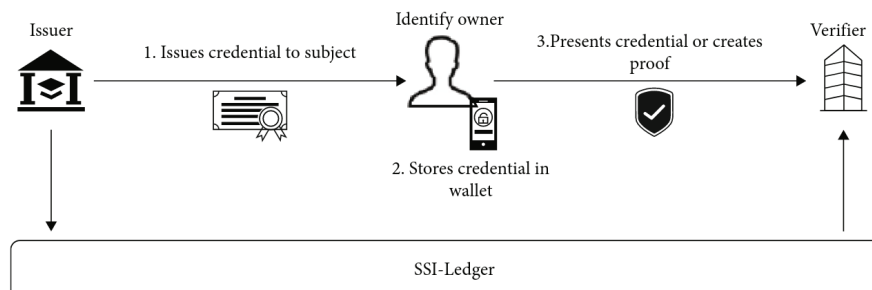 Issuer
Identify owner
Verifier
1. Issues credential to subject
3.Presents credential or creates
proof
2. Stores credential in
wallet
SSI-Ledger